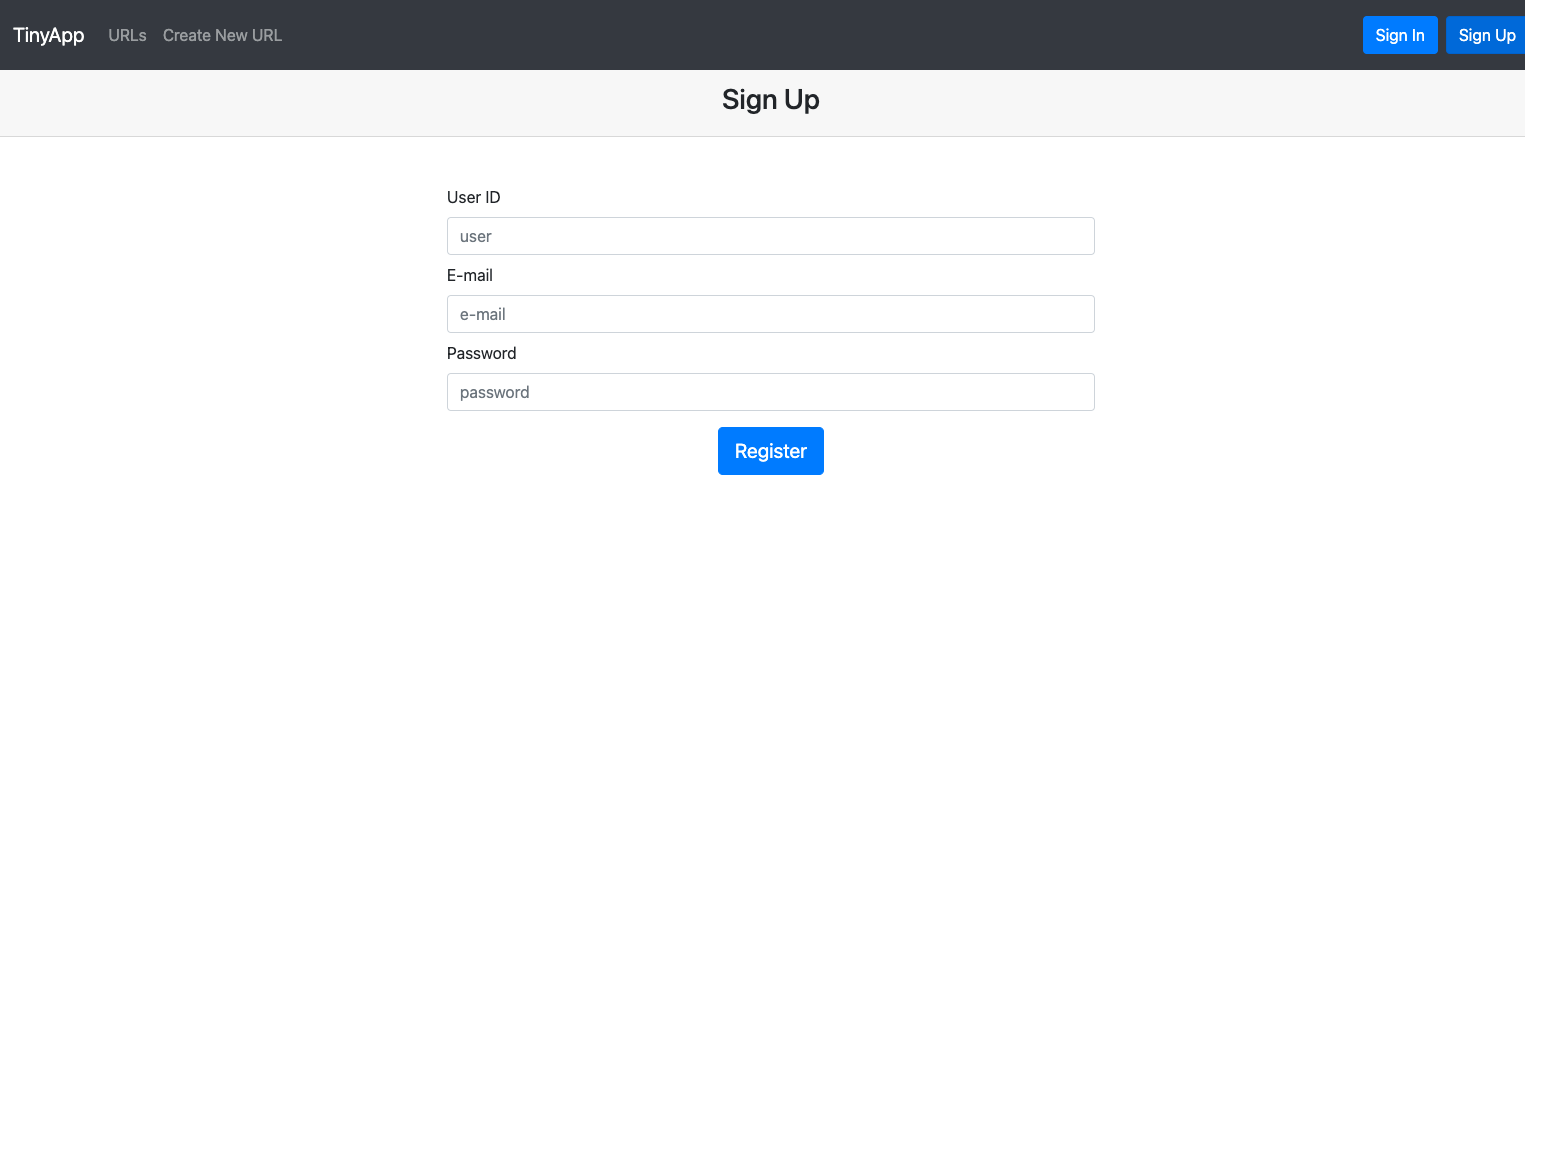 TinyApp URLs Create New URL Sign In Sign Up
Sign Up
User ID
user
E-mail
e-mail
Password
password
Register